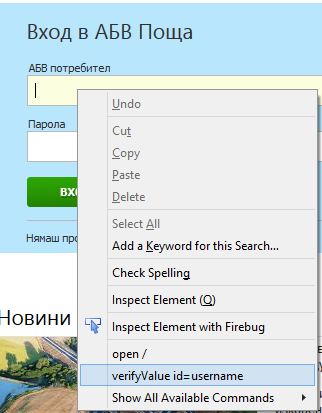 Вход в АБВ Поща
АБВ потребител
Undo
Парола
Cut
Copy
Paste
Delete
Select All
Нямаш
Add a Keyword for this Search...
Check Spelling
Inspect Element (Q)
Новини
Inspect Element with Firebug
open /
verifyValue id=username
Show All Available Commands